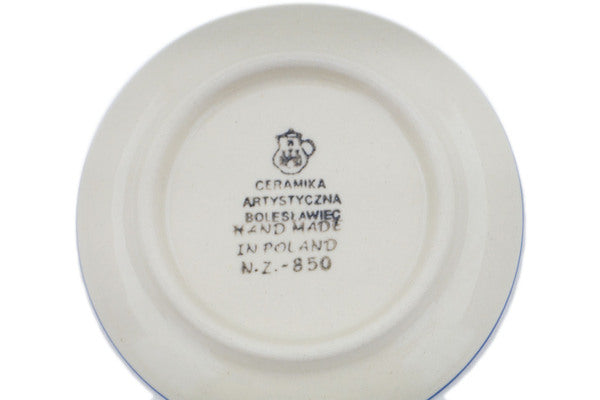 CERAMIKA
ARTYSTYCZNA
BOLESŁAWIEC
HAND MADE
IN POLAND
N.Z.-850